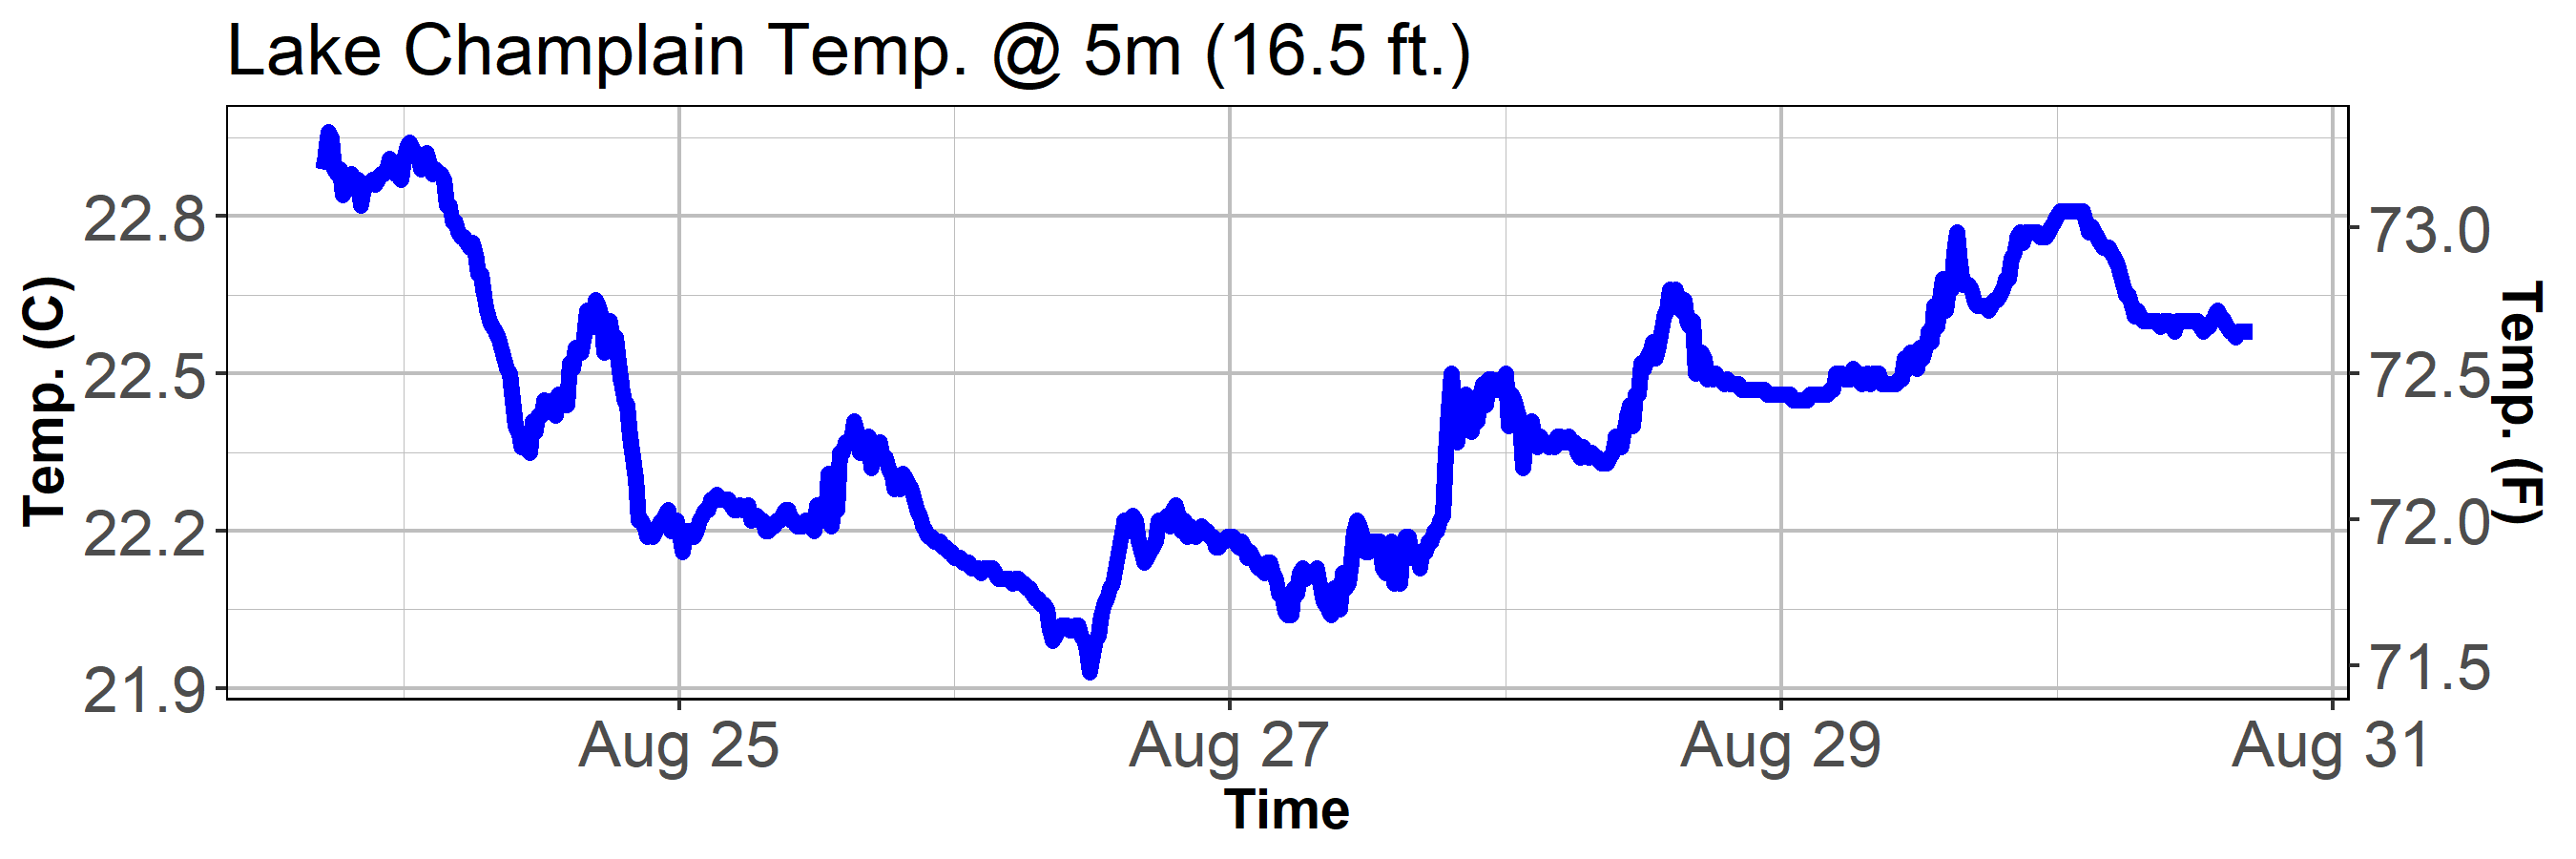 Lake Champlain Temp. @ 5m (16.5 ft.)
Temp. (C)
22.8
22.5
22.2
21.9
73.0
72.5
72.0
71.5
Temp. (F)
Aug 25 Aug 27 Aug 29 Aug 31
Time